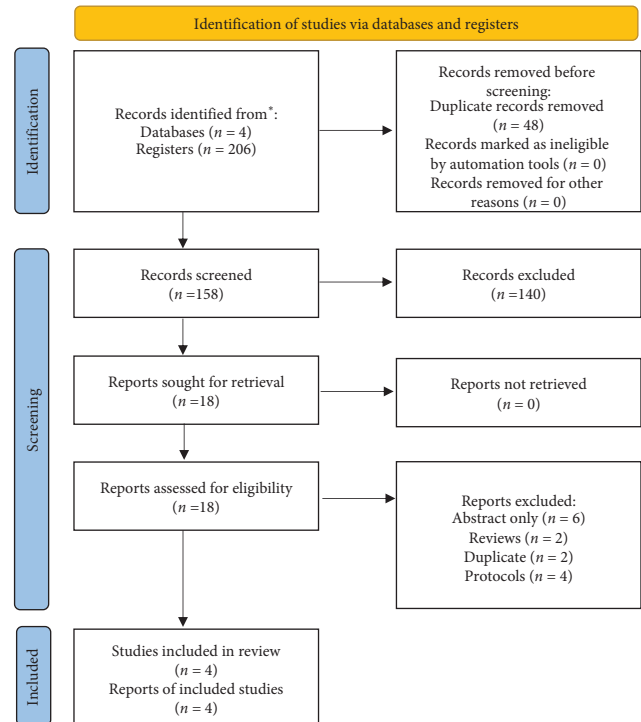 Identification of studies via databases and registers
Identification
Records identified from*:
Databases (n = 4)
Registers (n = 206)
Records removed before
screening:
Duplicate records removed
(n = 48)
Records marked as ineligible
by automation tools (n = 0)
Records removed for other
reasons (n = 0)
Screening
Records screened
(n =158)
Records excluded
(n =140)
Reports sought for retrieval
(n =18)
Reports not retrieved
(n = 0)
Reports assessed for eligibility
(n =18)
Reports excluded:
Abstract only (n = 6)
Reviews (n = 2)
Duplicate (n = 2)
Protocols (n = 4)
Included
Studies included in review
(n = 4)
Reports of included studies
(n = 4)